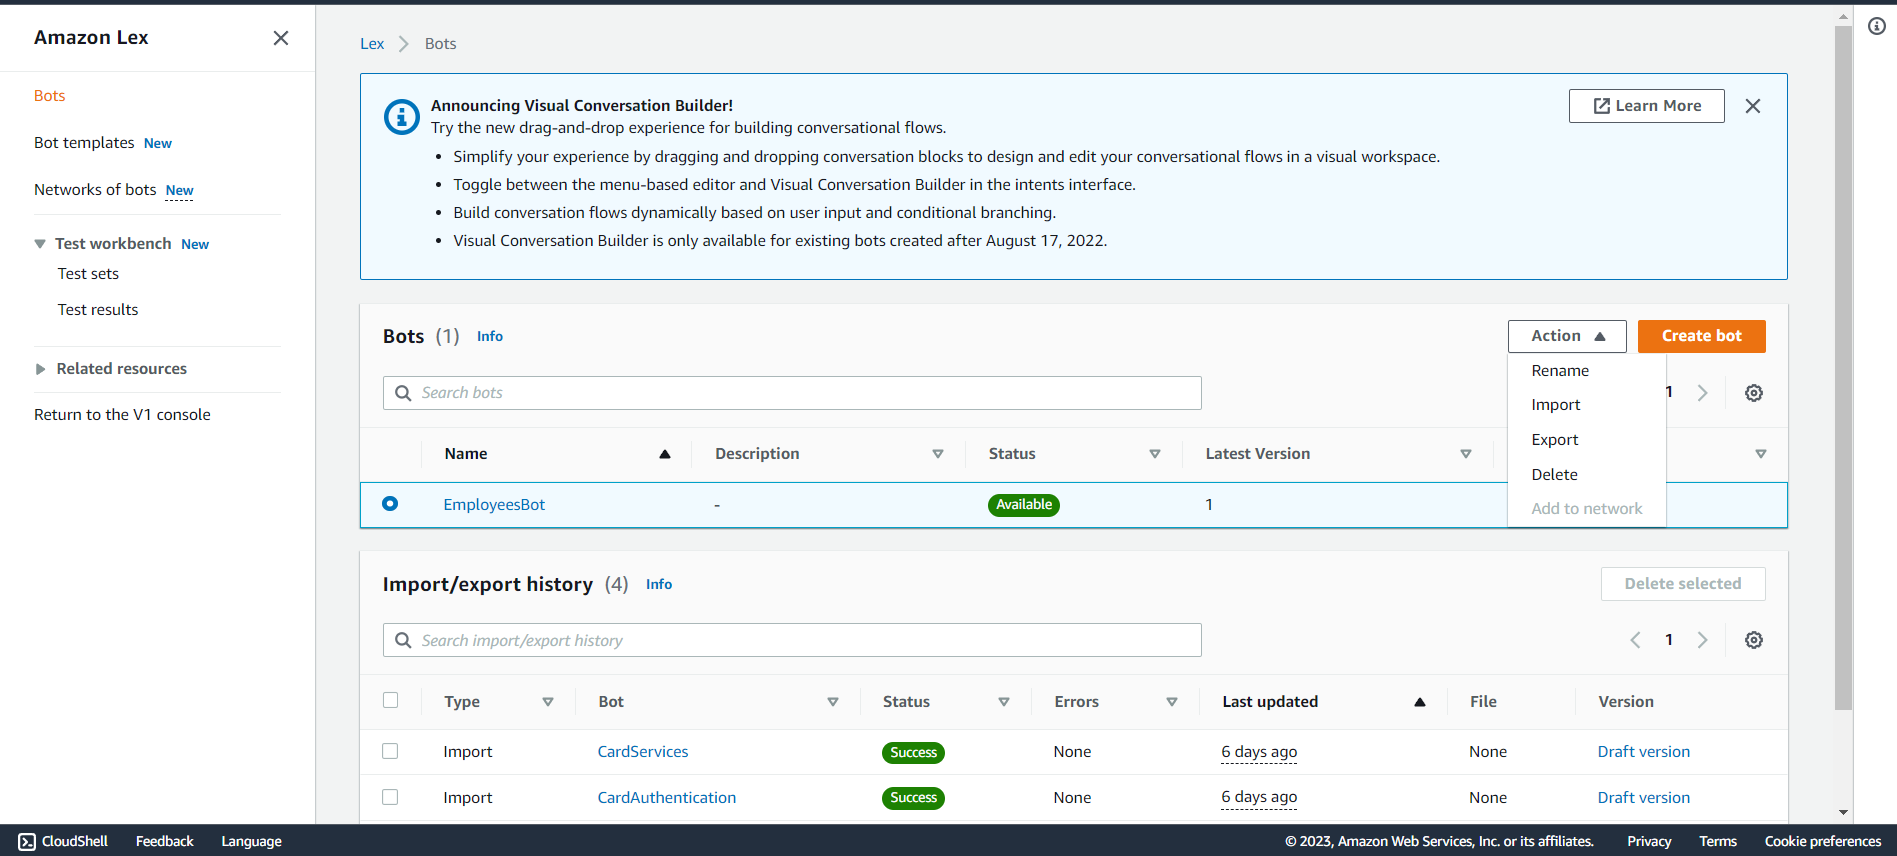 Amazon Lex
Bots
Bot templates New
Networks of bots New
Test workbench New
Test sets
Test results
Related resources
Return to the V1 console
Lex > Bots
Announcing Visual Conversation Builder!
Try the new drag-and-drop experience for building conversational flows.
• Simplify your experience by dragging and dropping conversation blocks to design and edit your conversational flows in a visual workspace.
• Toggle between the menu-based editor and Visual Conversation Builder in the intents interface.
• Build conversation flows dynamically based on user input and conditional branching.
• Visual Conversation Builder is only available for existing bots created after August 17, 2022.
Learn More
Bots (1) Info
Action Create bot
Rename
Import
Export
Delete
Add to network
Search bots 1
Name Description Status Latest Version
EmployeesBot - Available 1
Import/export history (4) Info Delete selected
Search import/export history 1
Type Bot Status Errors Last updated File Version
Import CardServices Success None 6 days ago None Draft version
Import CardAuthentication Success None 6 days ago None Draft version
CloudShell Feedback Language © 2023, Amazon Web Services, Inc. or its affiliates. Privacy Terms Cookie preferences